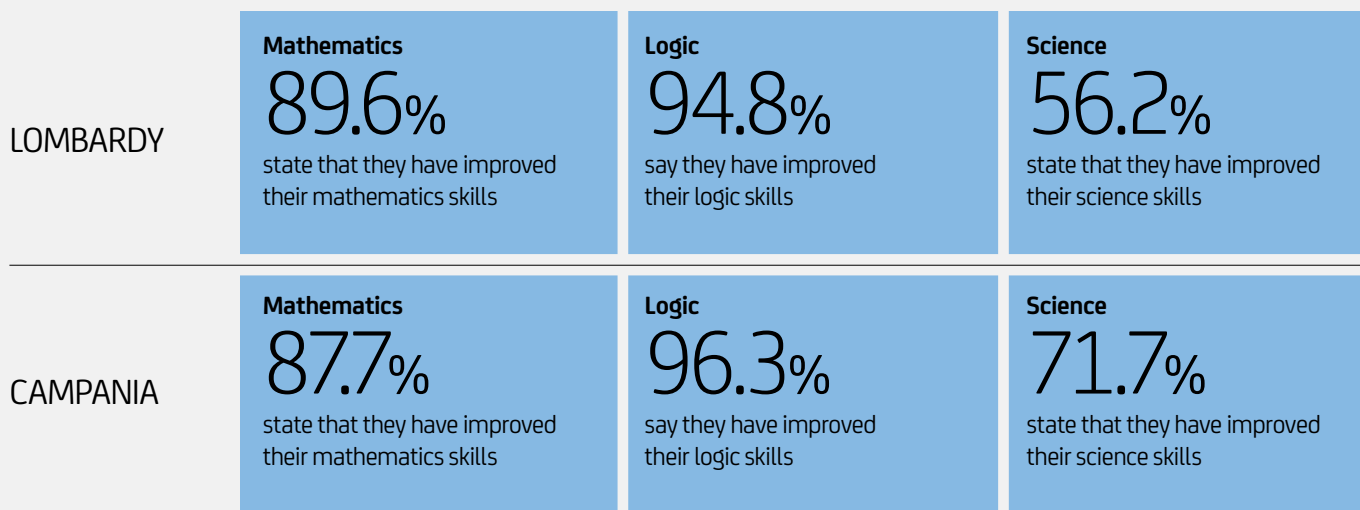 LOMBARDY
Mathematics
89.6%
state that they have improved
their mathematics skills
Logic
94.8%
say they have improved
their logic skills
Science
56.2%
state that they have improved
their science skills
CAMPANIA
Mathematics
87.7%
state that they have improved
their mathematics skills
Logic
96.3%
say they have improved
their logic skills
Science
71.7%
state that they have improved
their science skills